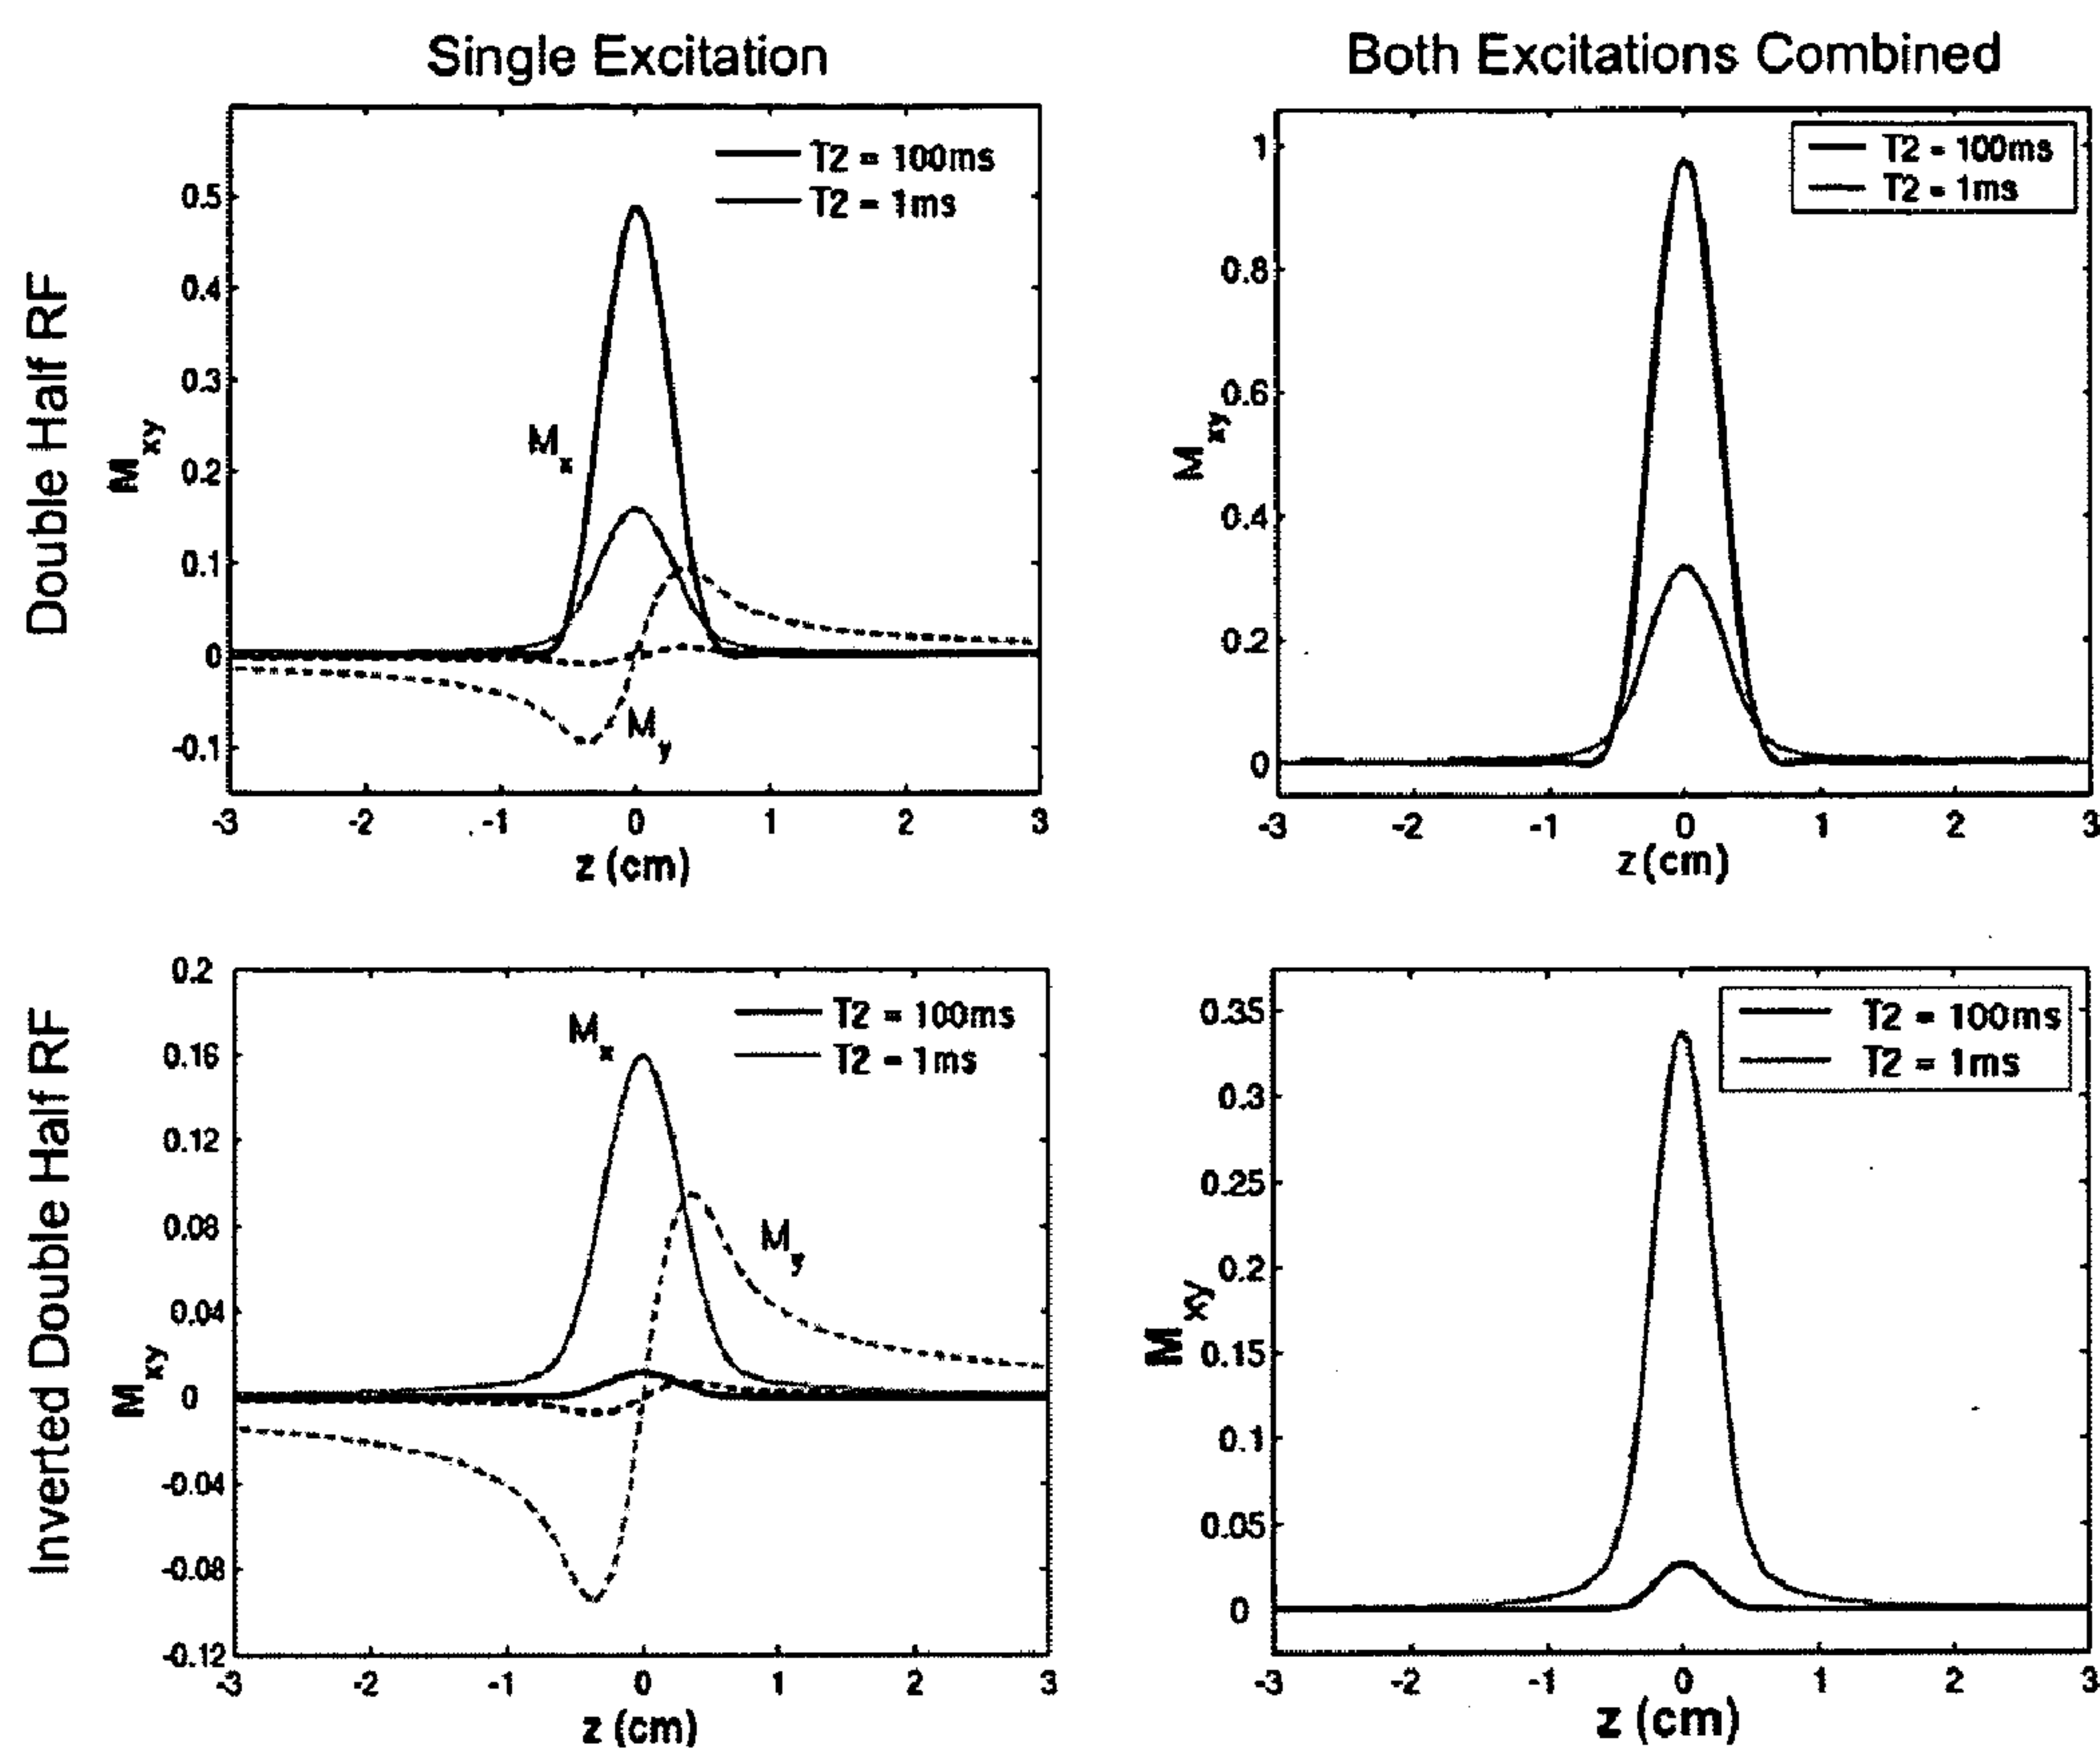 Single Excitation
Both Excitations Combined
Double Half RF
M_xy
0.5
0.4
0.3
0.2
0.1
0
-0.1
T2 = 100ms
T2 = 1ms
M_x
M_y
-3 -2 -1 0 1 2 3
z (cm)
M_xy
1
0.8
0.6
0.4
0.2
0
T2 = 100ms
T2 = 1ms
-3 -2 -1 0 1 2 3
z (cm)
Inverted Double Half RF
M_xy
0.2
0.16
0.12
0.08
0.04
0
-0.04
-0.08
-0.12
T2 = 100ms
T2 = 1ms
M_x
M_y
-3 -2 -1 0 1 2 3
z (cm)
M_xy
0.35
0.3
0.25
0.2
0.15
0.1
0.05
0
T2 = 100ms
T2 = 1ms
-3 -2 -1 0 1 2 3
z (cm)